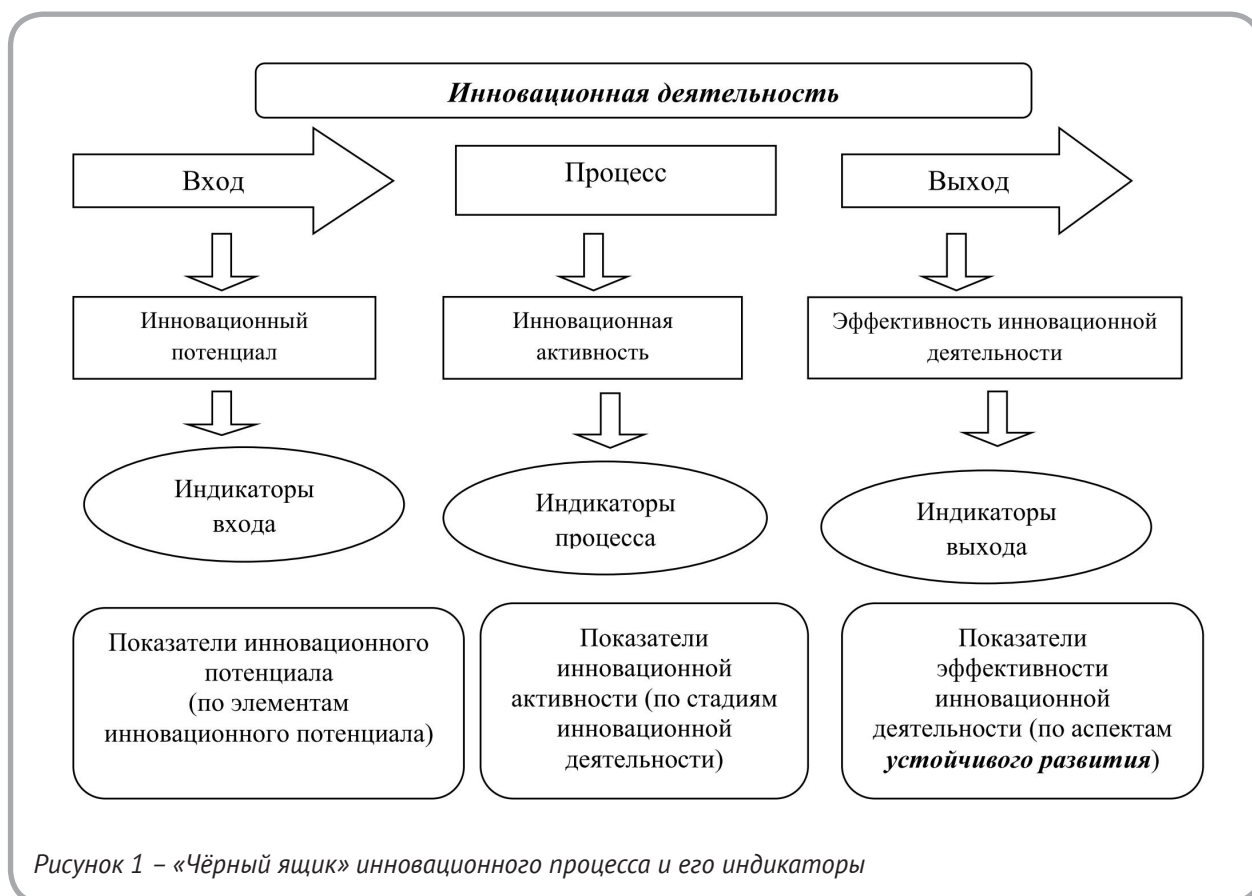 Инновационная деятельность
Вход
Процесс
Выход
Инновационный
потенциал
Инновационная
активность
Эффективность инновационной
деятельности
Индикаторы
входа
Индикаторы
процесса
Индикаторы
выхода
Показатели инновационного
потенциала
(по элементам
инновационного потенциала)
Показатели
инновационной
активности (по стадиям
инновационной
деятельности)
Показатели
эффективности
инновационной
деятельности (по аспектам
устойчивого развития)
Рисунок 1 – «Чёрный ящик» инновационного процесса и его индикаторы